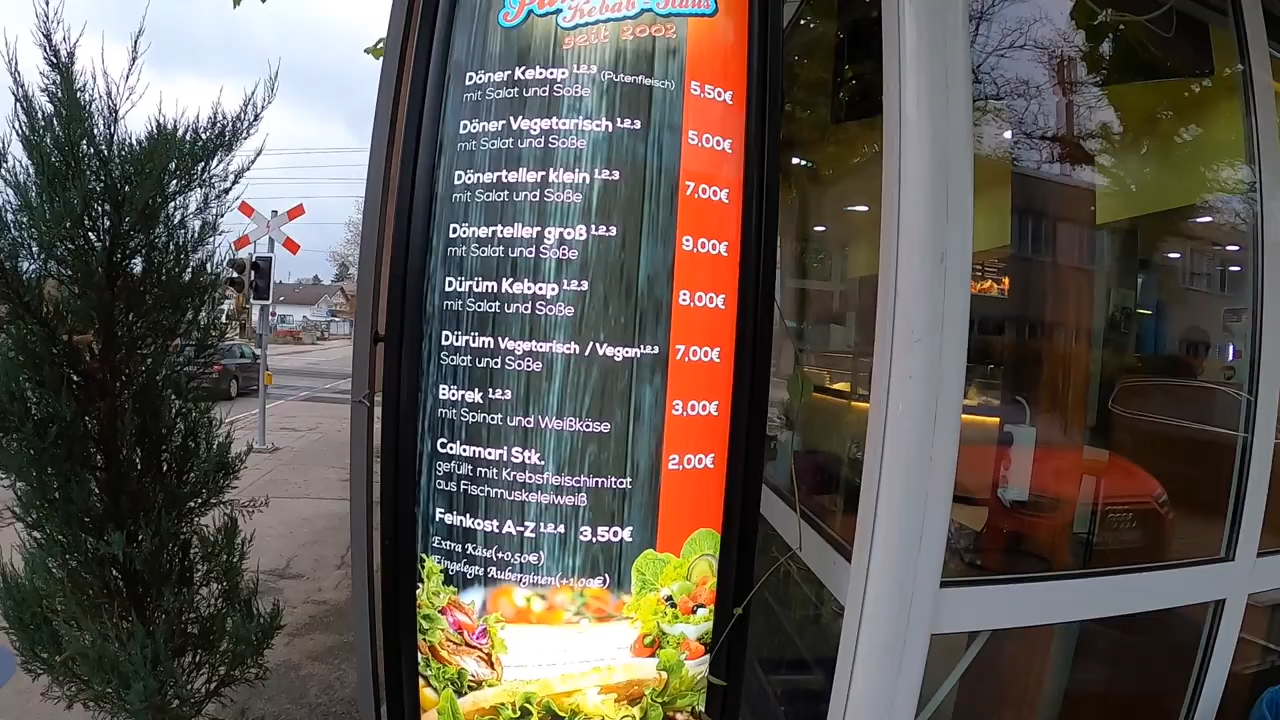 Kebab-Haus
seit 2002
Döner Kebap 1,2,3 (Putenfleisch) 5,50€
mit Salat und Soße
Döner Vegetarisch 1,2,3 5,00€
mit Salat und Soße
Dönerteller klein 1,2,3 7,00€
mit Salat und Soße
Dönerteller groß 1,2,3 9,00€
mit Salat und Soße
Dürüm Kebap 1,2,3 8,00€
mit Salat und Soße
Dürüm Vegetarisch / Vegan 1,2,3 7,00€
Salat und Soße
Börek 1,2,3 3,00€
mit Spinat und Weißkäse
Calamari Stk. 2,00€
gefüllt mit Krebsfleischimitat
aus Fischmuskeleiweiß
Feinkost A-Z 1,2,4 3,50€
Extra Käse(+0,50€)
Eingelegte Auberginen(+1,00€)